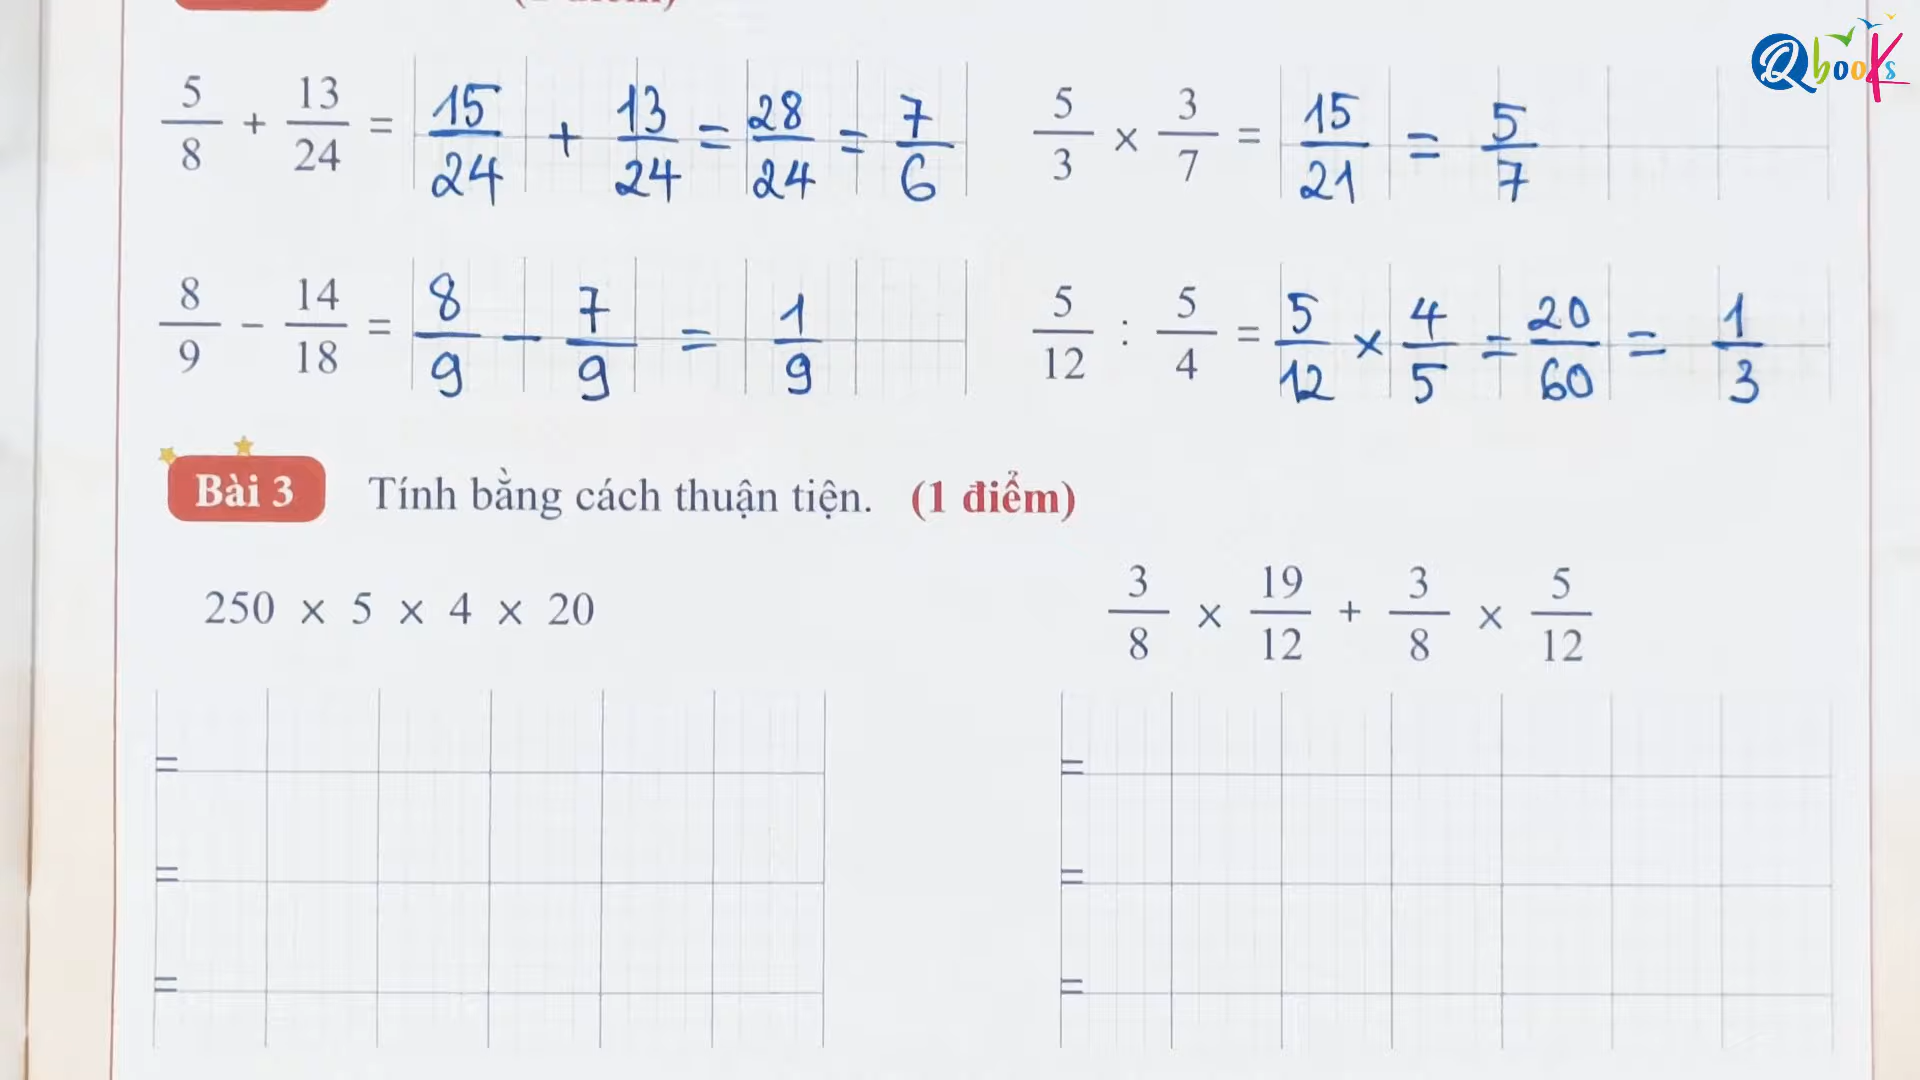 Qbooks
5/8 + 13/24 = 15/24 + 13/24 = 28/24 = 7/6
5/3 × 3/7 = 15/21 = 5/7
8/9 − 14/18 = 8/9 − 7/9 = 1/9
5/12 : 5/4 = 5/12 × 4/5 = 20/60 = 1/3
Bài 3 Tính bằng cách thuận tiện. (1 điểm)
250 × 5 × 4 × 20
3/8 × 19/12 + 3/8 × 5/12
=
=
=
=
=
=